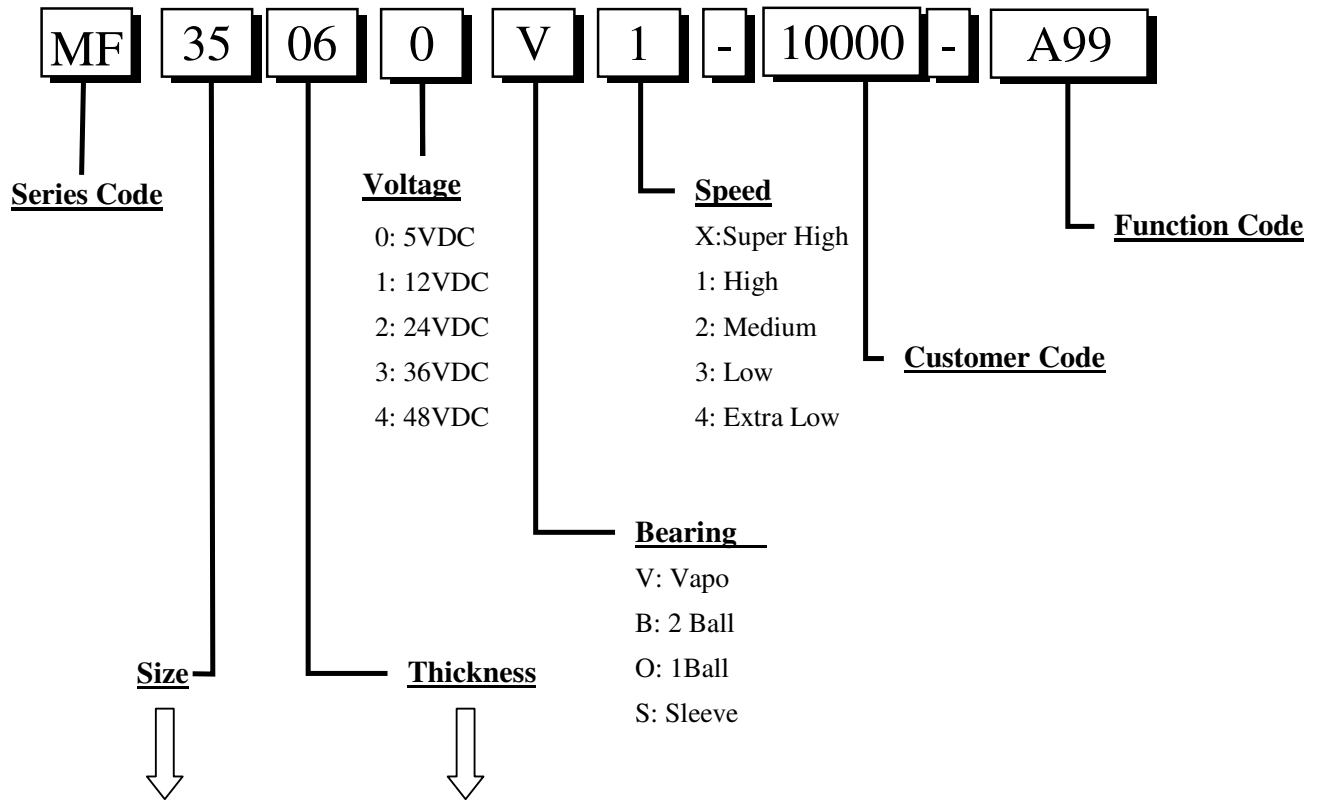 MF 35 06 0 V 1 - 10000 - A99
Series Code
Voltage
0: 5VDC
1: 12VDC
2: 24VDC
3: 36VDC
4: 48VDC
Speed
X:Super High
1: High
2: Medium
3: Low
4: Extra Low
Function Code
Customer Code
Bearing
V: Vapo
B: 2 Ball
O: 1Ball
S: Sleeve
Size
Thickness